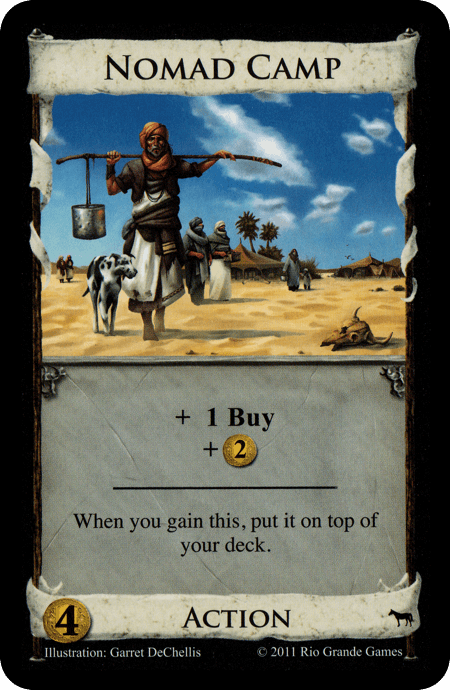 NOMAD CAMP
+ 1 Buy
+ 2
When you gain this, put it on top of
your deck.
4
ACTION
Illustration: Garret DeChellis
© 2011 Rio Grande Games